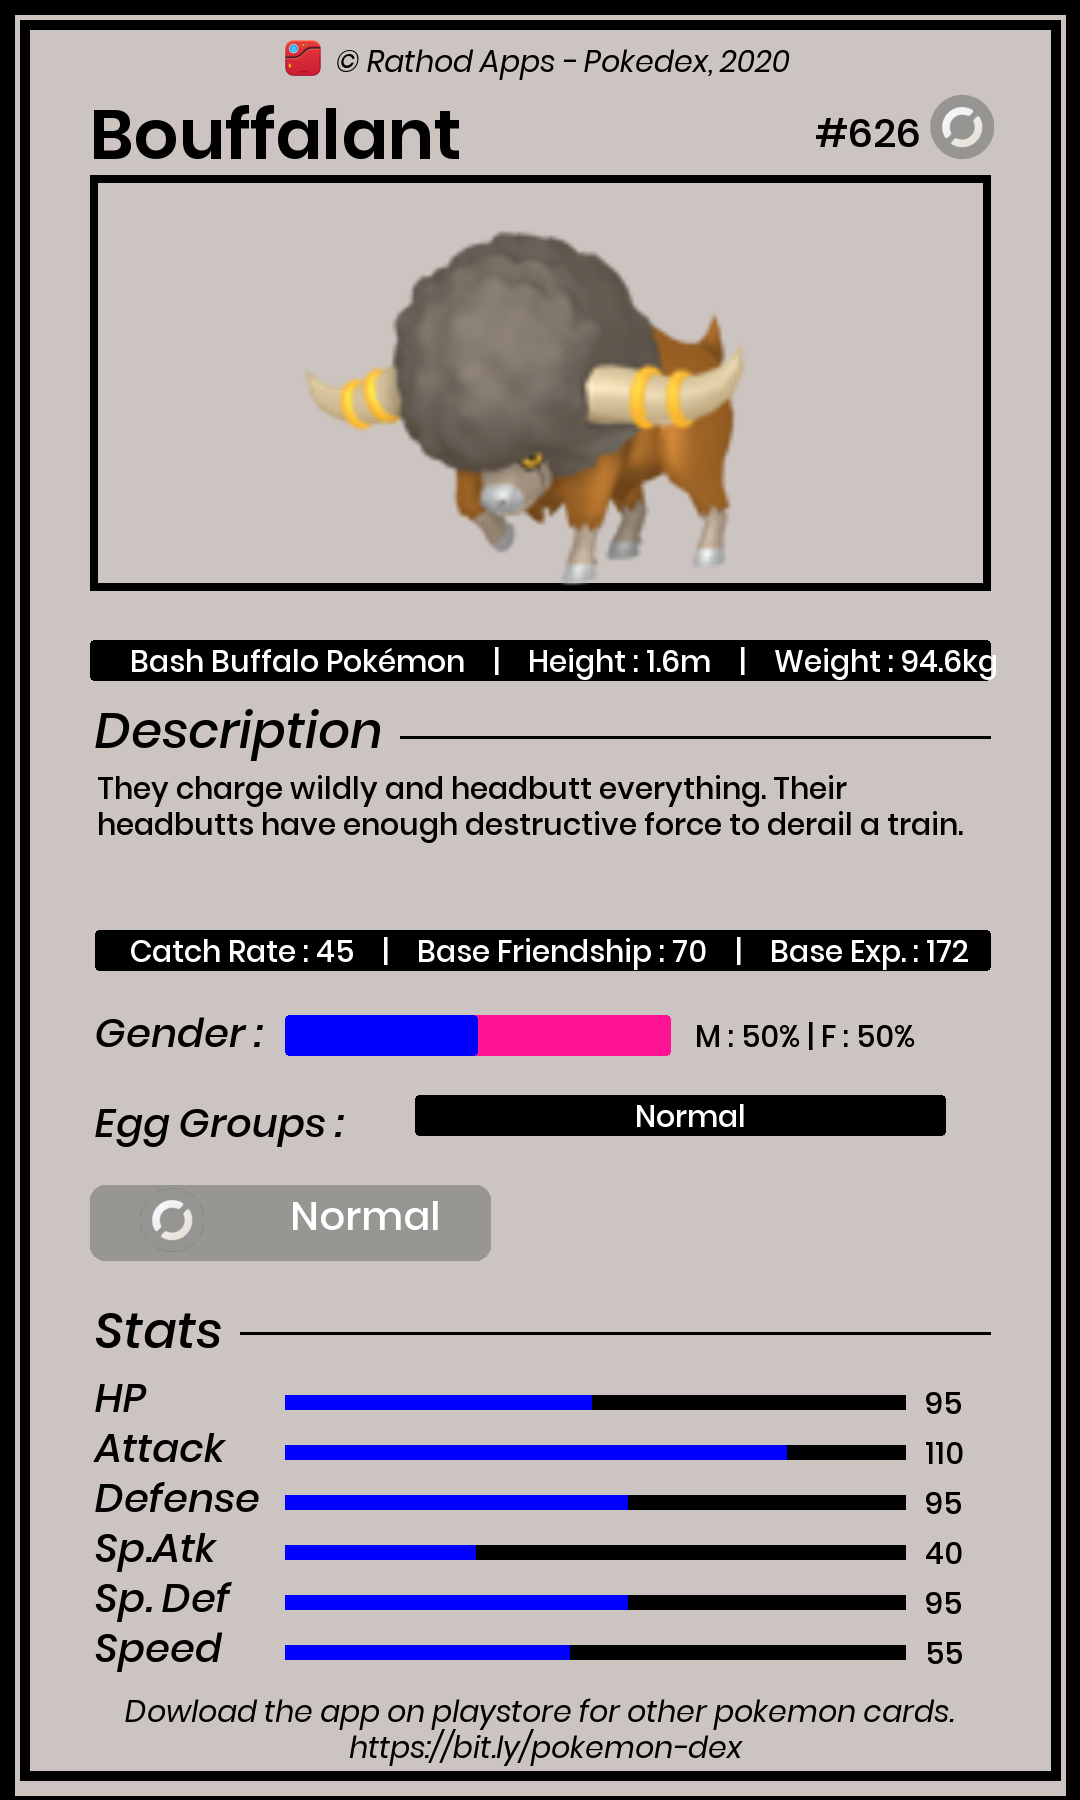 © Rathod Apps - Pokedex, 2020
Bouffalant
#626
Bash Buffalo Pokémon | Height : 1.6m | Weight : 94.6kg
Description
They charge wildly and headbutt everything. Their
headbutts have enough destructive force to derail a train.
Catch Rate : 45 | Base Friendship : 70 | Base Exp. : 172
Gender : M : 50% | F : 50%
Egg Groups : Normal
Normal
Stats
HP 95
Attack 110
Defense 95
Sp.Atk 40
Sp. Def 95
Speed 55
Dowload the app on playstore for other pokemon cards.
https://bit.ly/pokemon-dex